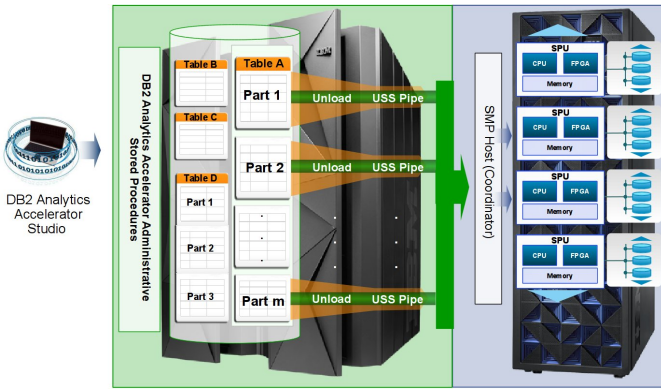 DB2 Analytics
Accelerator
Studio
DB2 Analytics Accelerator Administrative
Stored Procedures
Table B
Table C
Table D
Part 1
Part 2
Part 3
Table A
Part 1
Part 2
Part m
Unload
USS Pipe
Unload
USS Pipe
Unload
USS Pipe
IBM
SMP Host (Coordinator)
SPU
CPU
FPGA
Memory
SPU
CPU
FPGA
Memory
SPU
CPU
FPGA
Memory
SPU
CPU
FPGA
Memory